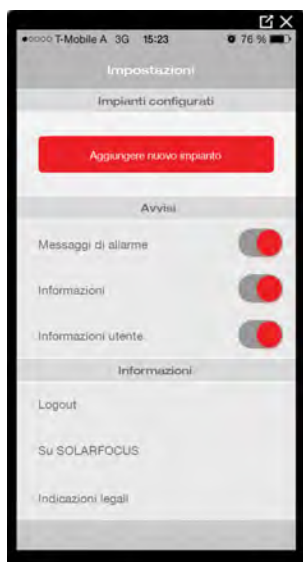 T-Mobile A 3G 15:23 76 %
Impostazioni
Impianti configurati
Aggiungere nuovo impianto
Avvisi
Messaggi di allarme
Informazioni
Informazioni utente
Informazioni
Logout
Su SOLARFOCUS
Indicazioni legali